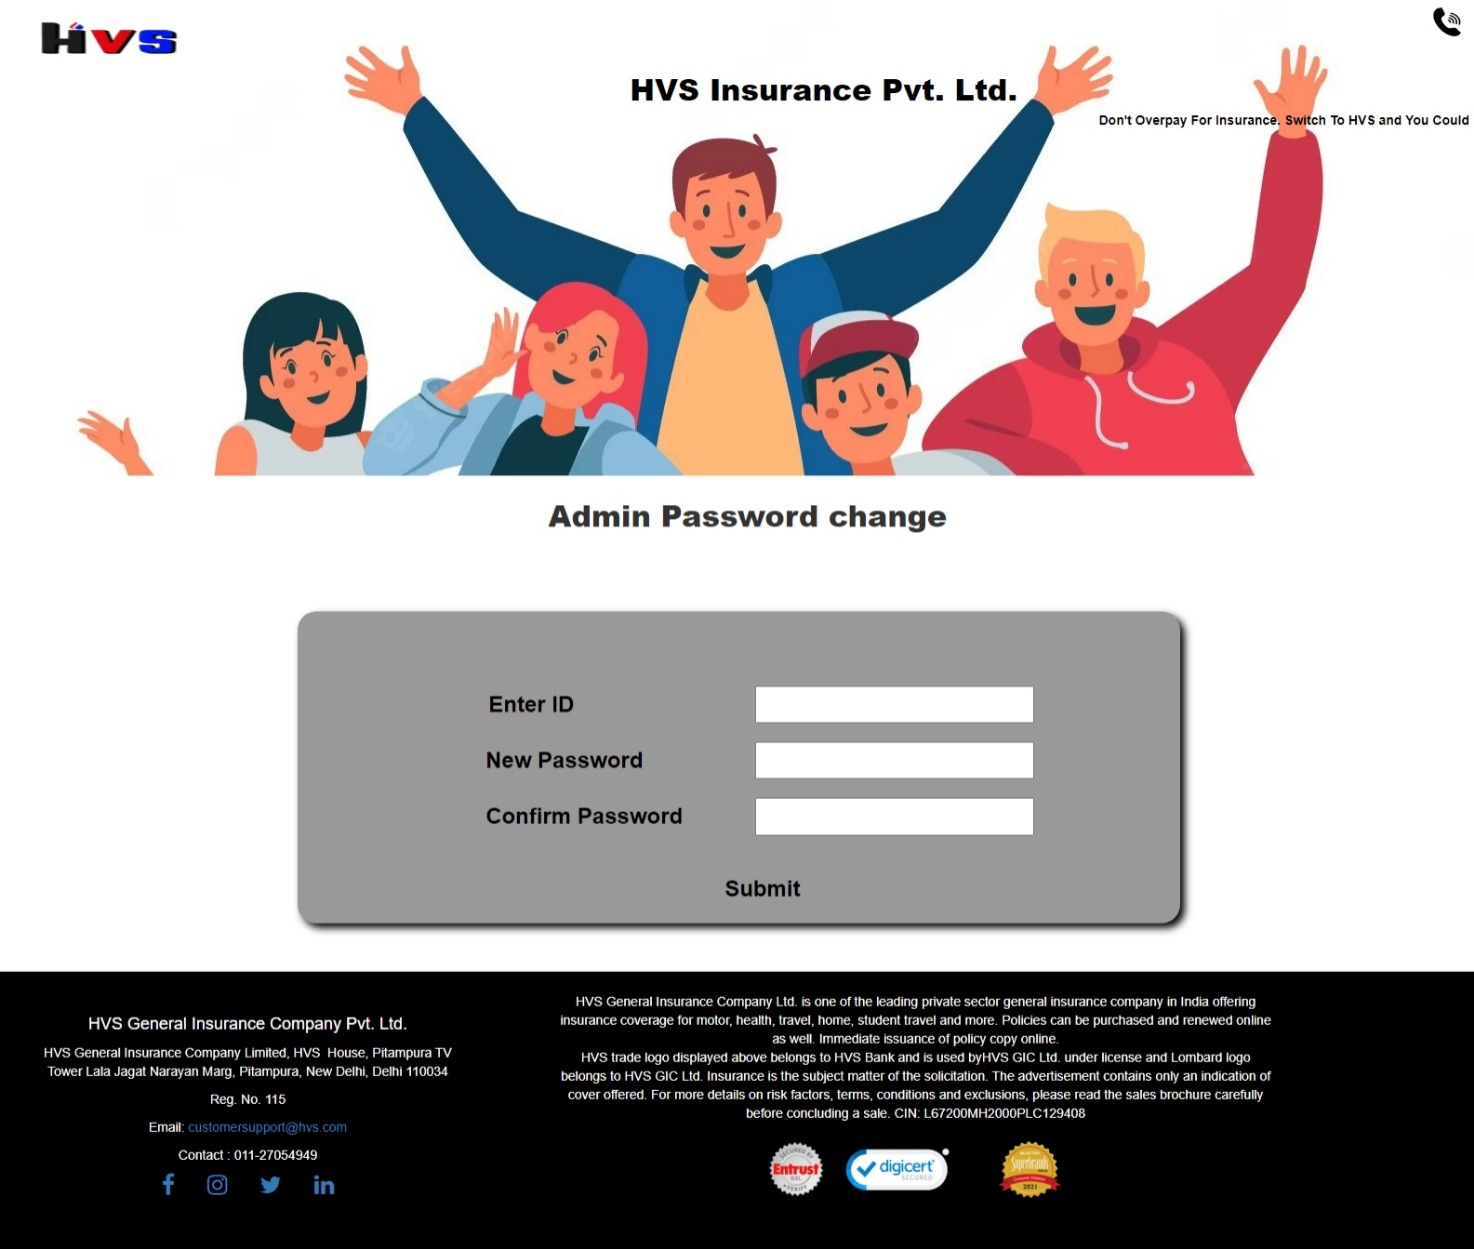 HVS
HVS Insurance Pvt. Ltd.
Don't Overpay For Insurance. Switch To HVS and You Could
Admin Password change
Enter ID
New Password
Confirm Password
Submit
HVS General Insurance Company Pvt. Ltd.
HVS General Insurance Company Limited, HVS House, Pitampura TV
Tower Lala Jagat Narayan Marg, Pitampura, New Delhi, Delhi 110034
Reg. No. 115
Email: customersupport@hvs.com
Contact : 011-27054949
HVS General Insurance Company Ltd. is one of the leading private sector general insurance company in India offering
insurance coverage for motor, health, travel, home, student travel and more. Policies can be purchased and renewed online
as well. Immediate issuance of policy copy online.
HVS trade logo displayed above belongs to HVS Bank and is used byHVS GIC Ltd. under license and Lombard logo
belongs to HVS GIC Ltd. Insurance is the subject matter of the solicitation. The advertisement contains only an indication of
cover offered. For more details on risk factors, terms, conditions and exclusions, please read the sales brochure carefully
before concluding a sale. CIN: L67200MH2000PLC129408
SECURED BY
Entrust
SSL
VERIFY
digicert
SECURED
Superbrands
2021